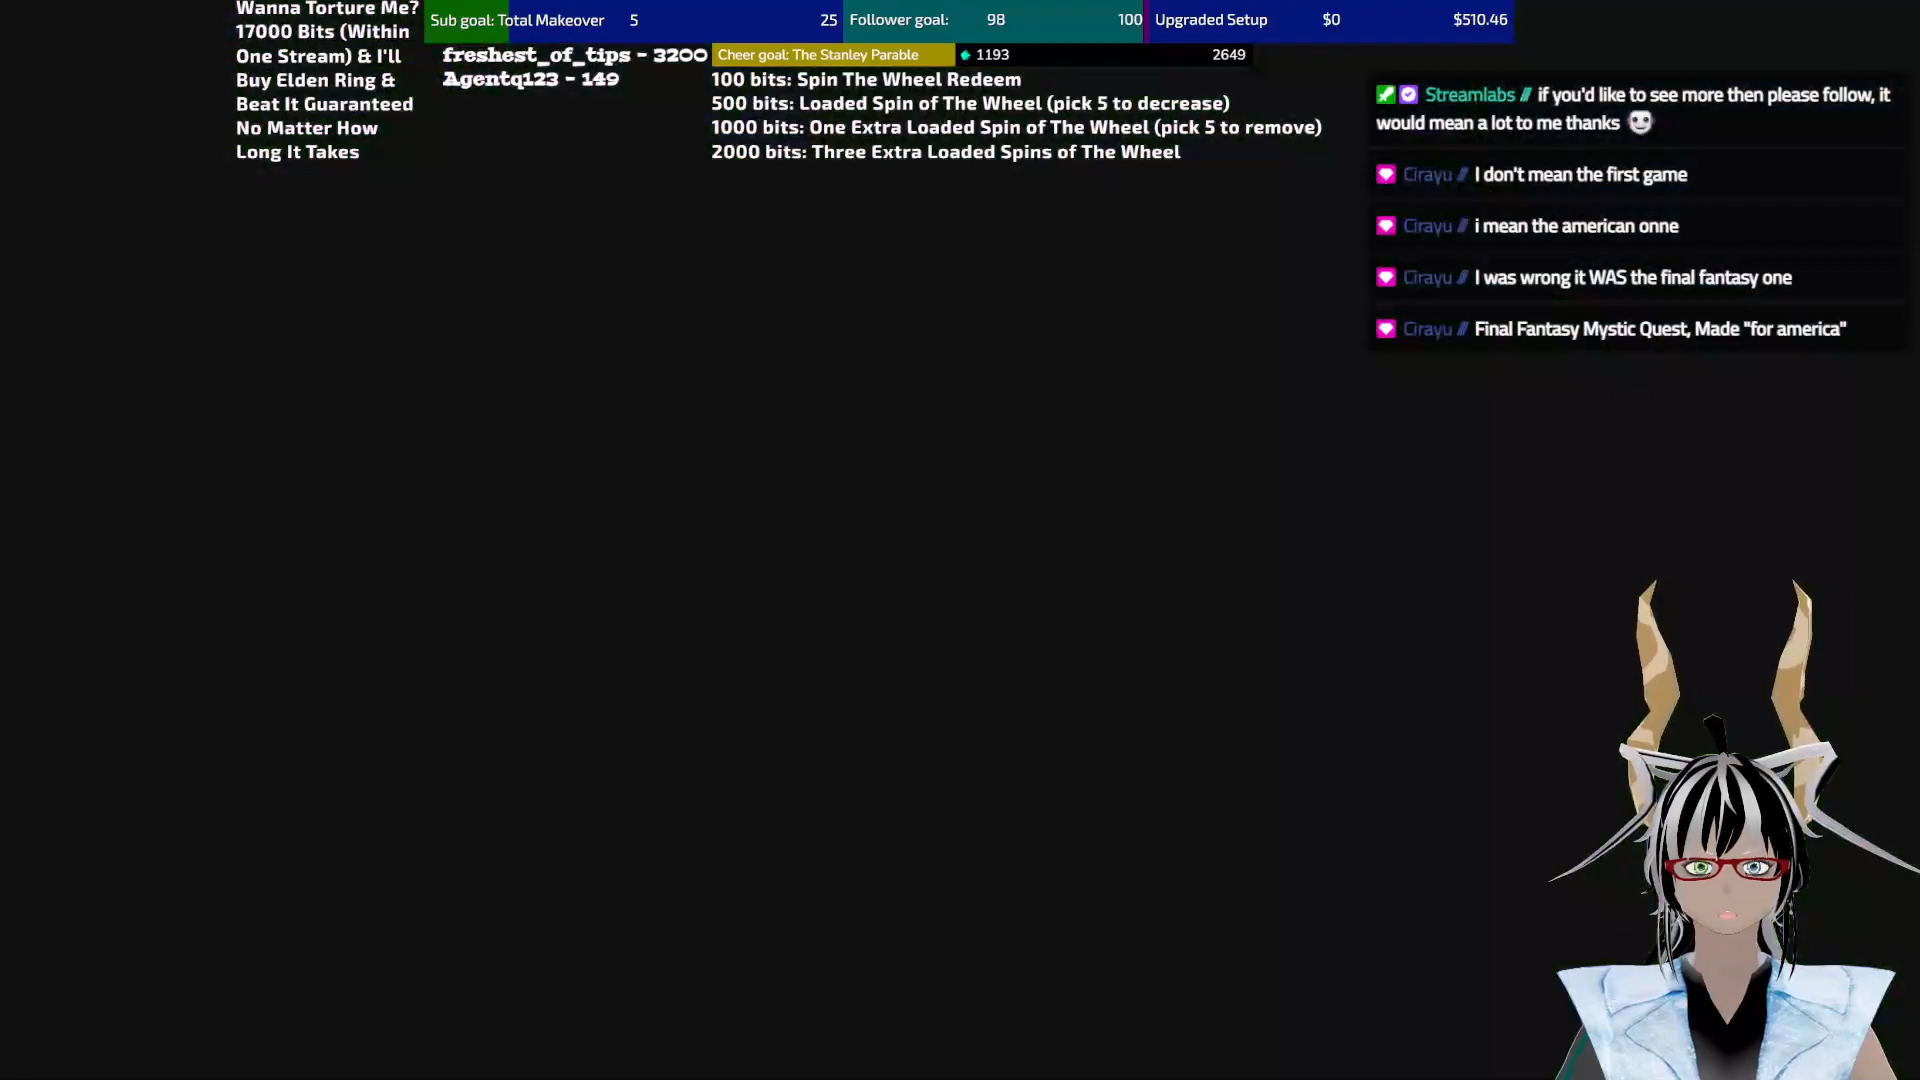 Wanna Torture Me?
17000 Bits (Within
One Stream) & I'll
Buy Elden Ring &
Beat It Guaranteed
No Matter How
Long It Takes
Sub goal: Total Makeover 5 25
Follower goal: 98 100
Upgraded Setup $0 $510.46
freshest_of_tips - 3200
Agentq123 - 149
Cheer goal: The Stanley Parable 1193 2649
100 bits: Spin The Wheel Redeem
500 bits: Loaded Spin of The Wheel (pick 5 to decrease)
1000 bits: One Extra Loaded Spin of The Wheel (pick 5 to remove)
2000 bits: Three Extra Loaded Spins of The Wheel
Streamlabs // if you'd like to see more then please follow, it
would mean a lot to me thanks
Cirayu // I don't mean the first game
Cirayu // i mean the american onne
Cirayu // I was wrong it WAS the final fantasy one
Cirayu // Final Fantasy Mystic Quest, Made "for america"